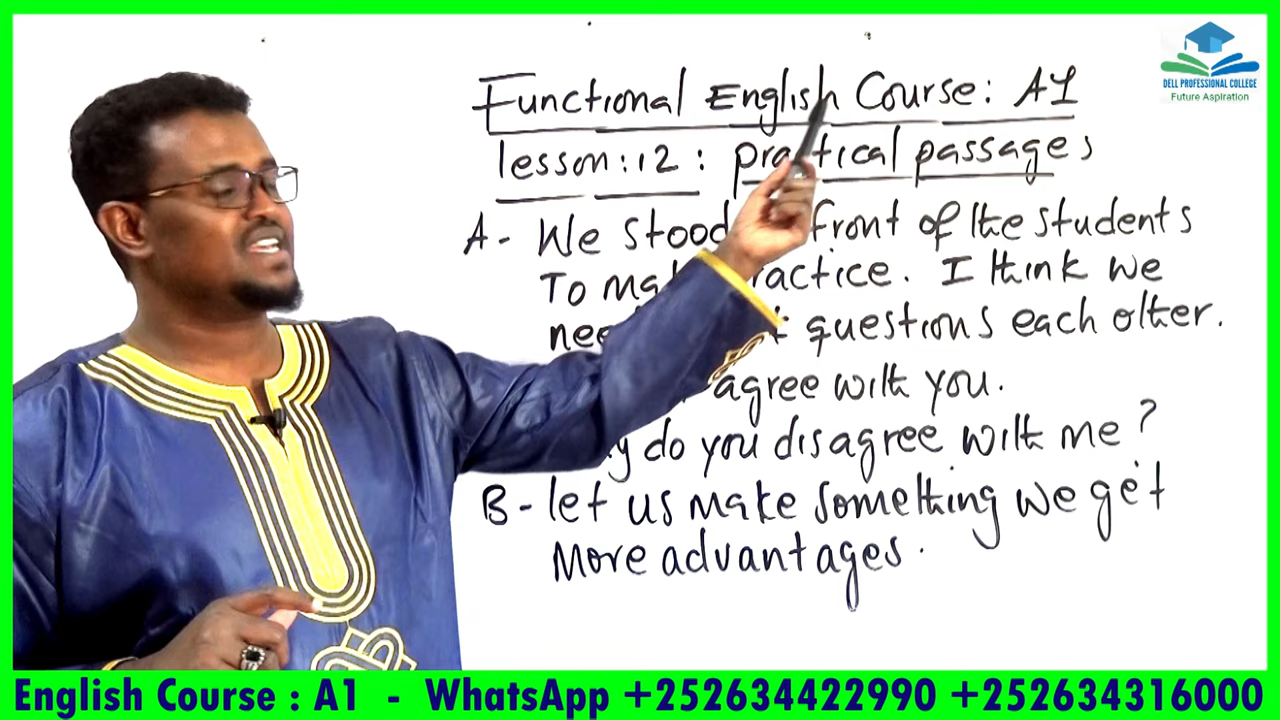 DELL PROFESSIONAL COLLEGE
Future Aspiration
Functional English Course: A1
lesson:12: practical passages
A- We stood front of the students
To practice. I think we
questions each other.
agree with you.
do you disagree with me?
B- let us make something we get
More advantages.
English Course : A1 - WhatsApp +252634422990 +252634316000